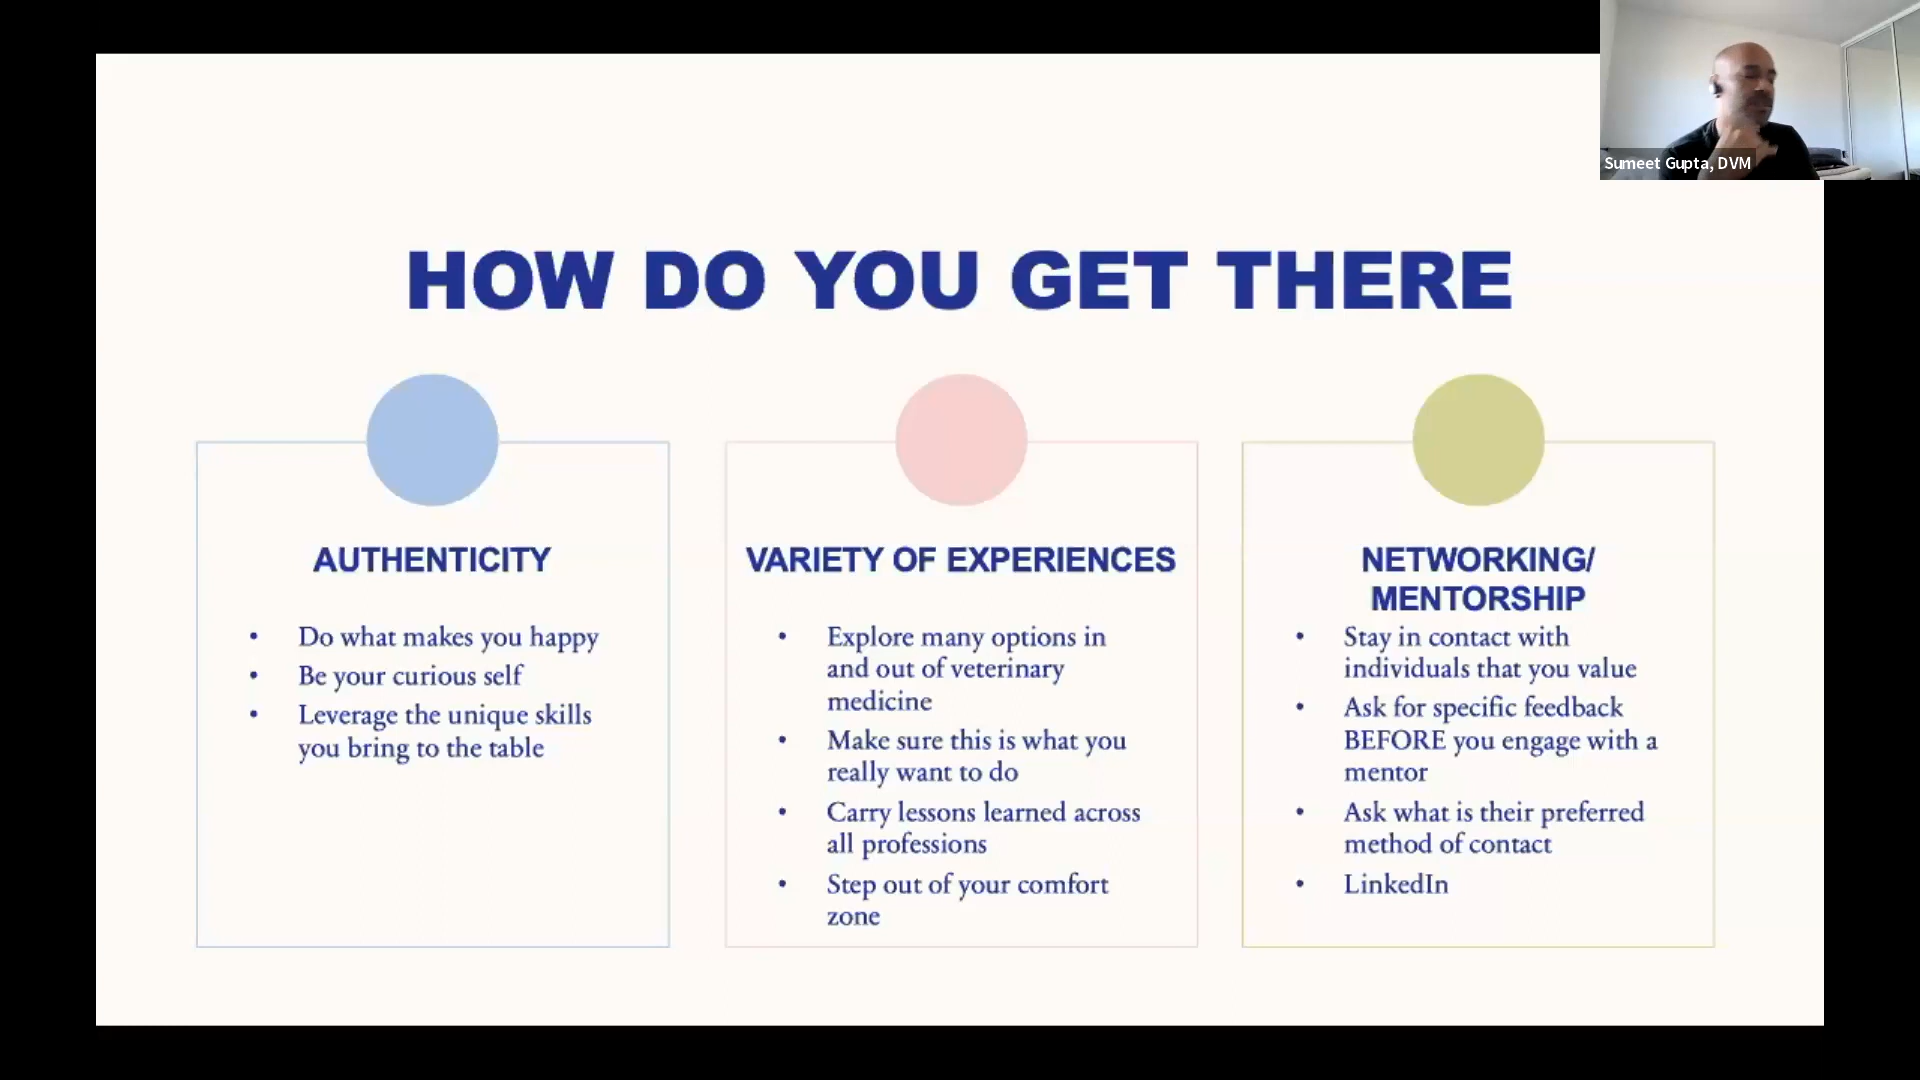 Sumeet Gupta, DVM
HOW DO YOU GET THERE
AUTHENTICITY
• Do what makes you happy
• Be your curious self
• Leverage the unique skills
you bring to the table
VARIETY OF EXPERIENCES
• Explore many options in
and out of veterinary
medicine
• Make sure this is what you
really want to do
• Carry lessons learned across
all professions
• Step out of your comfort
zone
NETWORKING/
MENTORSHIP
• Stay in contact with
individuals that you value
• Ask for specific feedback
BEFORE you engage with a
mentor
• Ask what is their preferred
method of contact
• LinkedIn